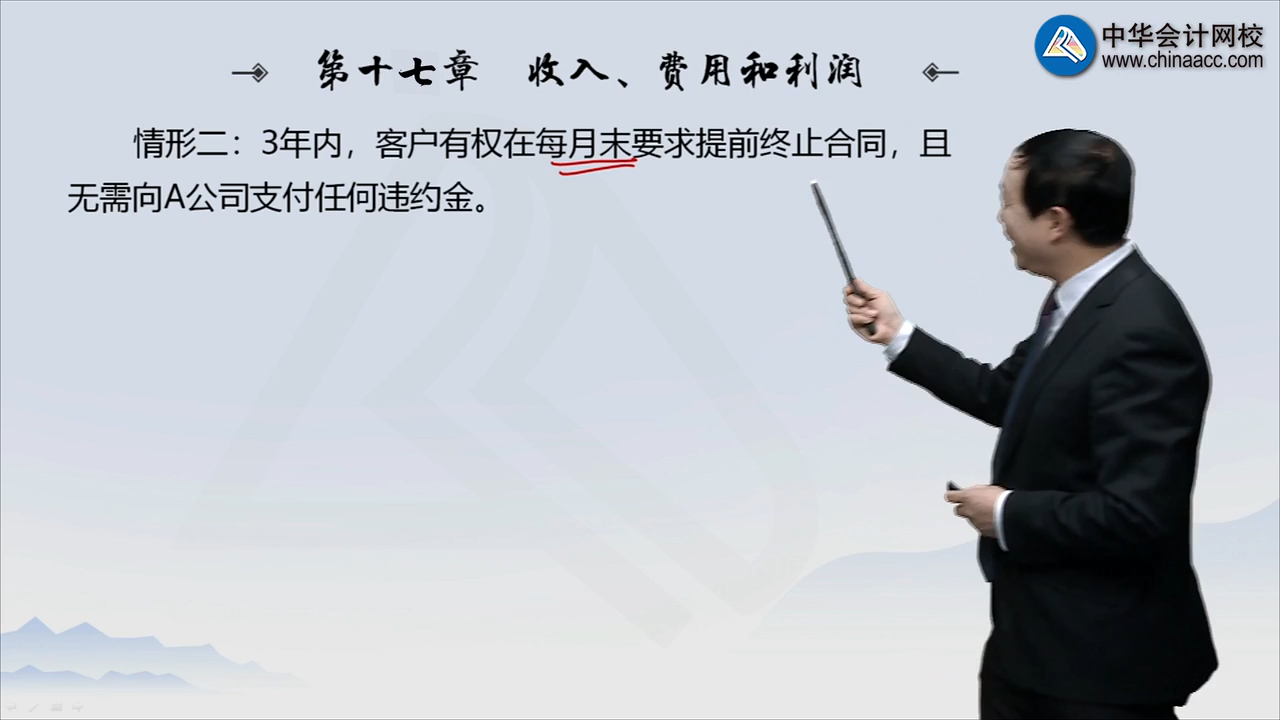 中华会计网校
www.chinaacc.com
第十七章 收入、费用和利润
情形二：3年内，客户有权在每月末要求提前终止合同，且
无需向A公司支付任何违约金。